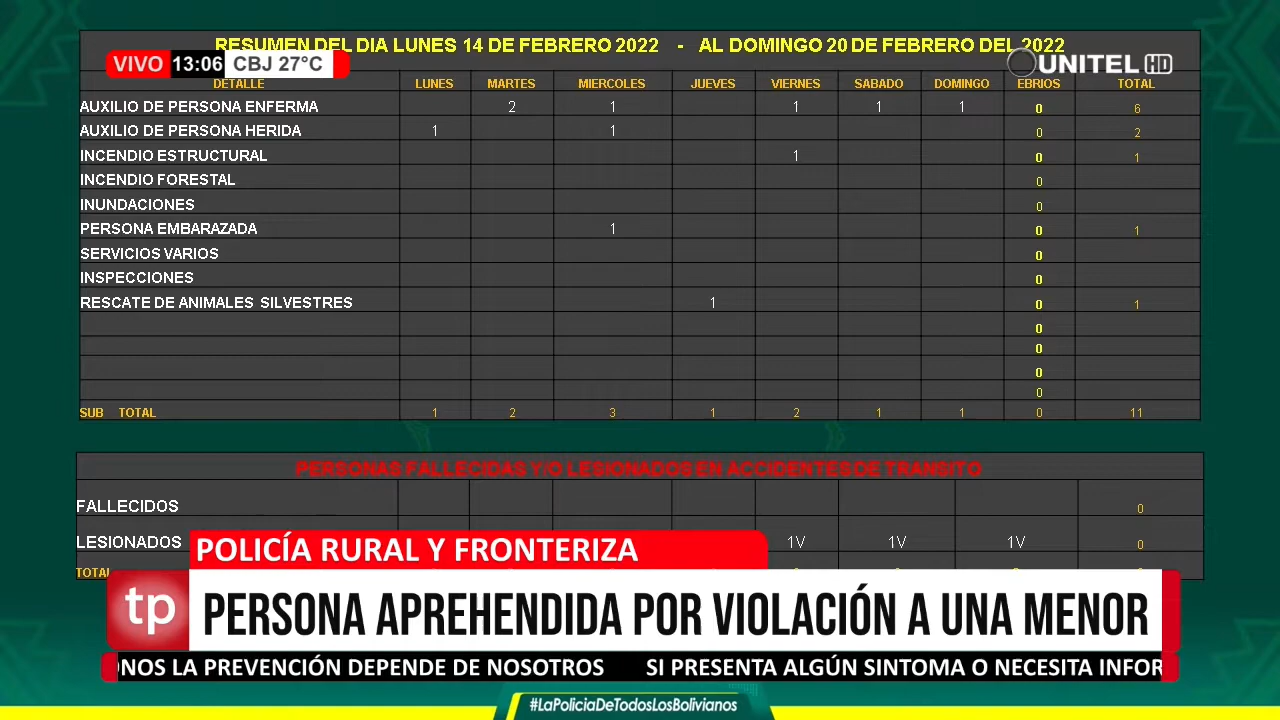 RESUMEN DEL DIA LUNES 14 DE FEBRERO 2022 - AL DOMINGO 20 DE FEBRERO DEL 2022
VIVO 13:06 CBJ 27°C
UNITEL HD
DETALLE LUNES MARTES MIERCOLES JUEVES VIERNES SABADO DOMINGO EBRIOS TOTAL
AUXILIO DE PERSONA ENFERMA 2 1 1 1 1 0 6
AUXILIO DE PERSONA HERIDA 1 1 0 2
INCENDIO ESTRUCTURAL 1 0 1
INCENDIO FORESTAL 0
INUNDACIONES 0
PERSONA EMBARAZADA 1 0 1
SERVICIOS VARIOS 0
INSPECCIONES 0
RESCATE DE ANIMALES SILVESTRES 1 0 1
0
0
0
0
SUB TOTAL 1 2 3 1 2 1 1 0 11
PERSONAS FALLECIDAS Y/O LESIONADOS EN ACCIDENTES DE TRANSITO
FALLECIDOS 0
LESIONADOS 1V 1V 1V 0
POLICÍA RURAL Y FRONTERIZA
TOTAL
tp PERSONA APREHENDIDA POR VIOLACIÓN A UNA MENOR
ONOS LA PREVENCIÓN DEPENDE DE NOSOTROS SI PRESENTA ALGÚN SINTOMA O NECESITA INFOR
#LaPoliciaDeTodosLosBolivianos